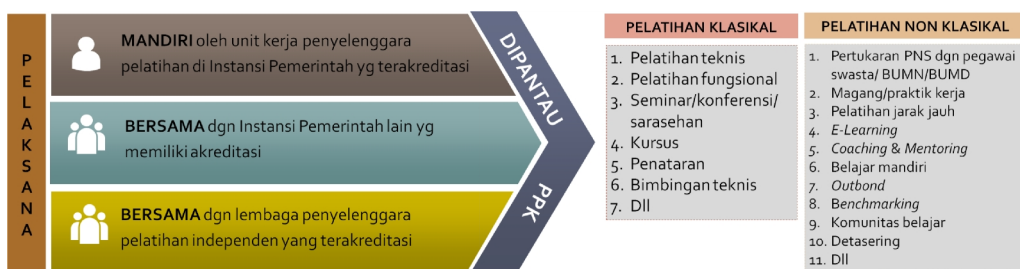 PELAKSANA
MANDIRI oleh unit kerja penyelenggara
pelatihan di Instansi Pemerintah yg terakreditasi
BERSAMA dgn Instansi Pemerintah lain yg
memiliki akreditasi
BERSAMA dgn lembaga penyelenggara
pelatihan independen yang terakreditasi
DIPANTAU
PPK
PELATIHAN KLASIKAL
1. Pelatihan teknis
2. Pelatihan fungsional
3. Seminar/konferensi/
sarasehan
4. Kursus
5. Penataran
6. Bimbingan teknis
7. Dll
PELATIHAN NON KLASIKAL
1. Pertukaran PNS dgn pegawai
swasta/ BUMN/BUMD
2. Magang/praktik kerja
3. Pelatihan jarak jauh
4. E-Learning
5. Coaching & Mentoring
6. Belajar mandiri
7. Outbond
8. Benchmarking
9. Komunitas belajar
10. Detasering
11. Dll